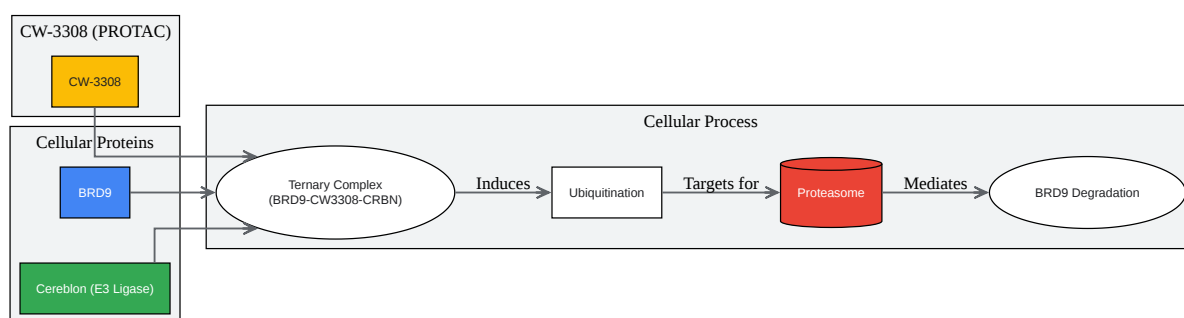 CW-3308 (PROTAC)
CW-3308
Cellular Proteins
BRD9
Cereblon (E3 Ligase)
Cellular Process
Ternary Complex
(BRD9-CW3308-CRBN)
Induces
Ubiquitination
Targets for
Proteasome
Mediates
BRD9 Degradation